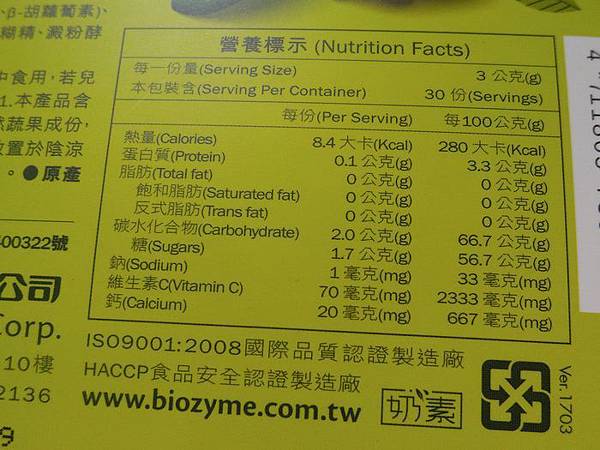 、β-胡蘿蔔素)、
糊精、澱粉酵
中食用,若兒
1.本產品含
然蔬果成份,
放置於陰涼
。●原產
400322號
公司
Corp.
10樓
2136
營養標示 (Nutrition Facts)
每一份量(Serving Size) 3 公克(g)
本包裝含(Serving Per Container) 30 份(Servings)
每份(Per Serving) 每100公克(g)
熱量(Calories) 8.4 大卡(Kcal) 280 大卡(Kcal)
蛋白質(Protein) 0.1 公克(g) 3.3 公克(g)
脂肪(Total fat) 0 公克(g) 0 公克(g)
飽和脂肪(Saturated fat) 0 公克(g) 0 公克(g)
反式脂肪(Trans fat) 0 公克(g) 0 公克(g)
碳水化合物(Carbohydrate) 2.0 公克(g) 66.7 公克(g)
糖(Sugars) 1.7 公克(g) 56.7 公克(g)
鈉(Sodium) 1 毫克(mg) 33 毫克(mg)
維生素C(Vitamin C) 70 毫克(mg) 2333 毫克(mg)
鈣(Calcium) 20 毫克(mg) 667 毫克(mg)
ISO9001:2008國際品質認證製造廠
HACCP食品安全認證製造廠
www.biozyme.com.tw
奶素
Ver. 1703